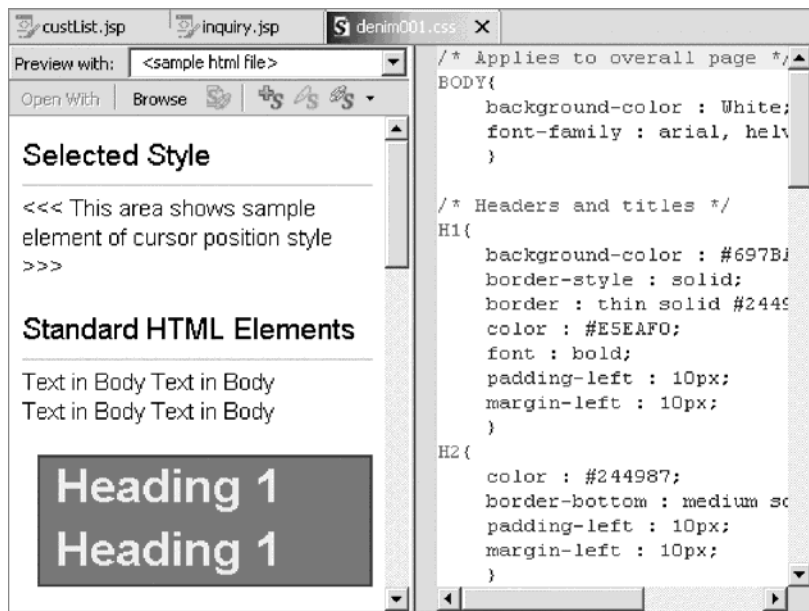 custList.jsp
inquiry.jsp
denim001.css
Preview with: <sample html file>
Open With Browse
Selected Style
<<< This area shows sample
element of cursor position style
>>>
Standard HTML Elements
Text in Body Text in Body
Text in Body Text in Body
Heading 1
Heading 1
/* Applies to overall page */
BODY{
background-color : White;
font-family : arial, helv
}
/* Headers and titles */
H1{
background-color :
border-style : solid;
border : thin solid #2449
color : #E5EAF0;
font : bold;
padding-left : 10px;
margin-left : 10px;
}
H2{
color : #244987;
border-bottom : medium so
padding-left : 10px;
margin-left : 10px;
}